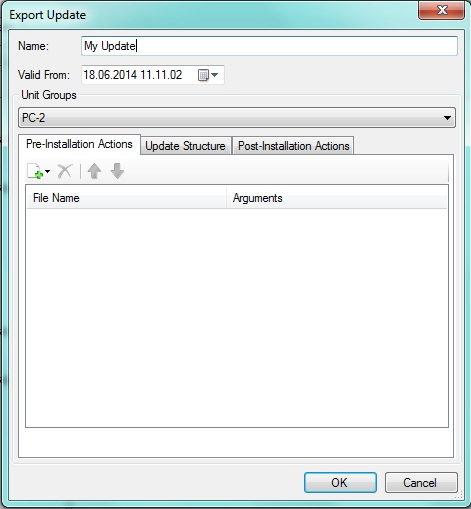 Export Update
Name: My Update
Valid From: 18.06.2014 11.11.02
Unit Groups
PC-2
Pre-Installation Actions Update Structure Post-Installation Actions
File Name Arguments
OK Cancel